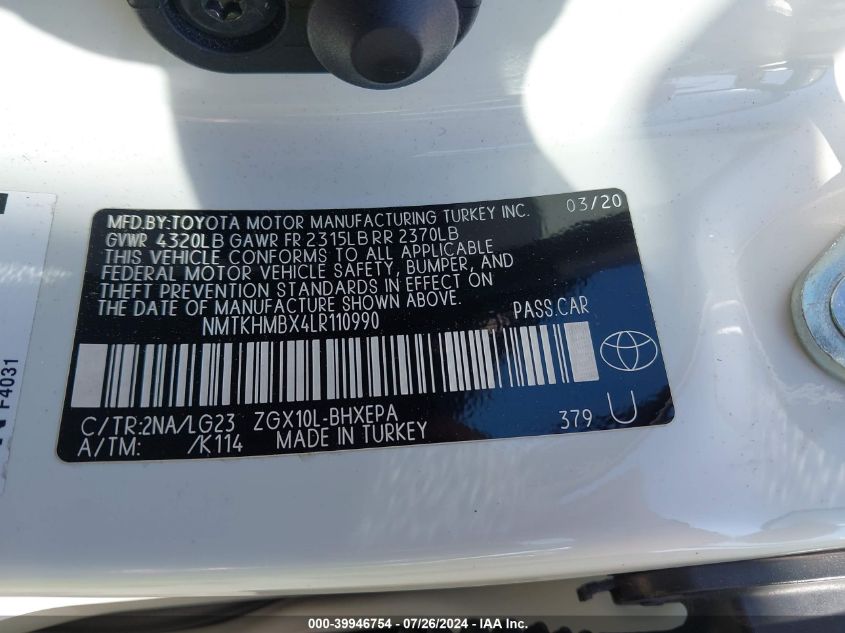 MFD.BY:TOYOTA MOTOR MANUFACTURING TURKEY INC. 03/20
GVWR 4320LB GAWR FR 2315LB RR 2370LB
THIS VEHICLE CONFORMS TO ALL APPLICABLE
FEDERAL MOTOR VEHICLE SAFETY, BUMPER, AND
THEFT PREVENTION STANDARDS IN EFFECT ON
THE DATE OF MANUFACTURE SHOWN ABOVE.
NMTKHMBX4LR110990 PASS.CAR
C/TR:2NA/LG23 ZGX10L-BHXEPA 379 U
A/TM: /K114 MADE IN TURKEY
F4031
000-39946754 / 07/26/2024 - IAA Inc.